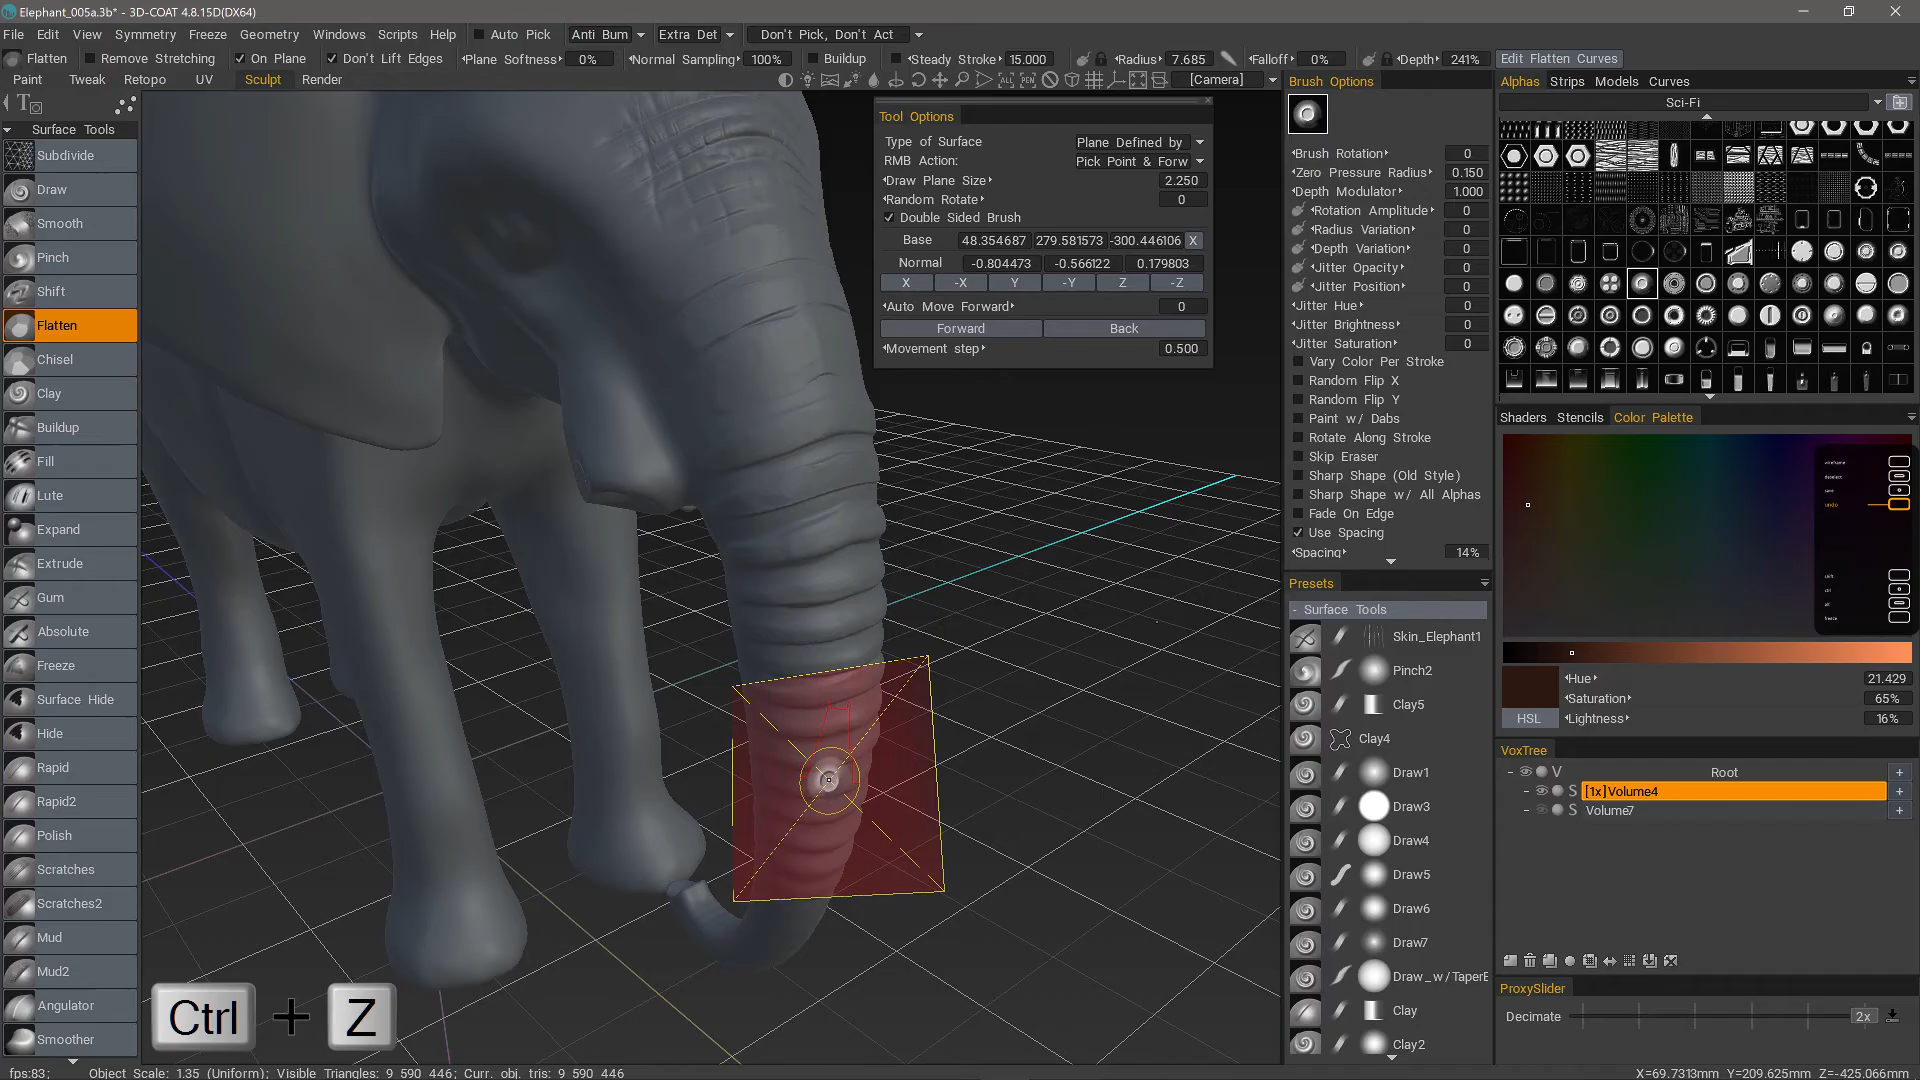 Elephant_005a.3b* - 3D-COAT 4.8.15D(DX64)
File Edit View Symmetry Freeze Geometry Windows Scripts Help Auto Pick Anti Bum Extra Det Don't Pick, Don't Act
Flatten Remove Stretching On Plane Don't Lift Edges Plane Softness 0% Normal Sampling 100% Buildup Steady Stroke 15.000 Radius 7.685 Falloff 0% Depth 241% Edit Flatten Curves
Paint Tweak Retopo UV Sculpt Render [Camera]
Surface Tools
Subdivide
Draw
Smooth
Pinch
Shift
Flatten
Chisel
Clay
Buildup
Fill
Lute
Expand
Extrude
Gum
Absolute
Freeze
Surface Hide
Hide
Rapid
Rapid2
Polish
Scratches
Scratches2
Mud
Mud2
Angulator
Smoother
Tool Options
Type of Surface Plane Defined by
RMB Action: Pick Point & Forw
Draw Plane Size 2.250
Random Rotate 0
Double Sided Brush
Base 48.354687 279.581573 -300.446106 X
Normal -0.804473 -0.566122 0.179803
X -X Y -Y Z -Z
Auto Move Forward 0
Forward Back
Movement step 0.500
Brush Options
Brush Rotation 0
Zero Pressure Radius 0.150
Depth Modulator 1.000
Rotation Amplitude 0
Radius Variation 0
Depth Variation 0
Jitter Opacity 0
Jitter Position 0
Jitter Hue 0
Jitter Brightness 0
Jitter Saturation 0
Vary Color Per Stroke
Random Flip X
Random Flip Y
Paint w/ Dabs
Rotate Along Stroke
Skip Eraser
Sharp Shape (Old Style)
Sharp Shape w/ All Alphas
Fade On Edge
Use Spacing
Spacing 14%
Presets
- Surface Tools
Skin_Elephant1
Pinch2
Clay5
Clay4
Draw1
Draw3
Draw4
Draw5
Draw6
Draw7
Draw_w/TaperE
Clay
Clay2
Alphas Strips Models Curves
Sci-Fi
Shaders Stencils Color Palette
wireframe
deselect
save
undo
shift
ctrl
alt
freeze
Hue 21.429
Saturation 65%
HSL Lightness 16%
VoxTree
- V Root +
- S [1x]Volume4 +
S Volume7 +
ProxySlider
Decimate 2x
Ctrl + Z
fps:83; Object Scale: 1.35 (Uniform); Visible Triangles: 9 590 446; Curr. obj. tris: 9 590 446 X=69.7313mm Y=209.625mm Z=-425.066mm